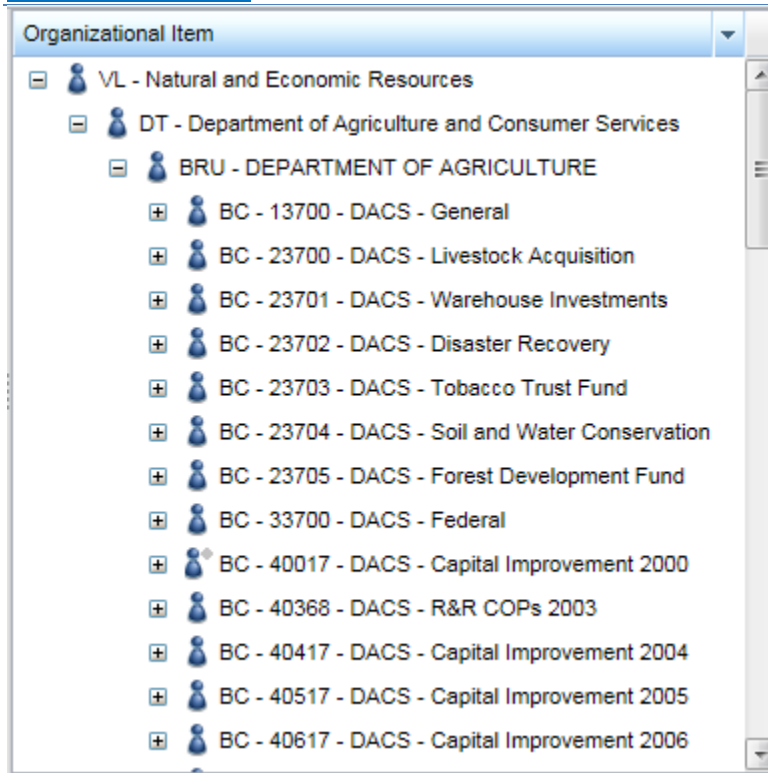 Organizational Item
VL - Natural and Economic Resources
DT - Department of Agriculture and Consumer Services
BRU - DEPARTMENT OF AGRICULTURE
BC - 13700 - DACS - General
BC - 23700 - DACS - Livestock Acquisition
BC - 23701 - DACS - Warehouse Investments
BC - 23702 - DACS - Disaster Recovery
BC - 23703 - DACS - Tobacco Trust Fund
BC - 23704 - DACS - Soil and Water Conservation
BC - 23705 - DACS - Forest Development Fund
BC - 33700 - DACS - Federal
BC - 40017 - DACS - Capital Improvement 2000
BC - 40368 - DACS - R&R COPs 2003
BC - 40417 - DACS - Capital Improvement 2004
BC - 40517 - DACS - Capital Improvement 2005
BC - 40617 - DACS - Capital Improvement 2006